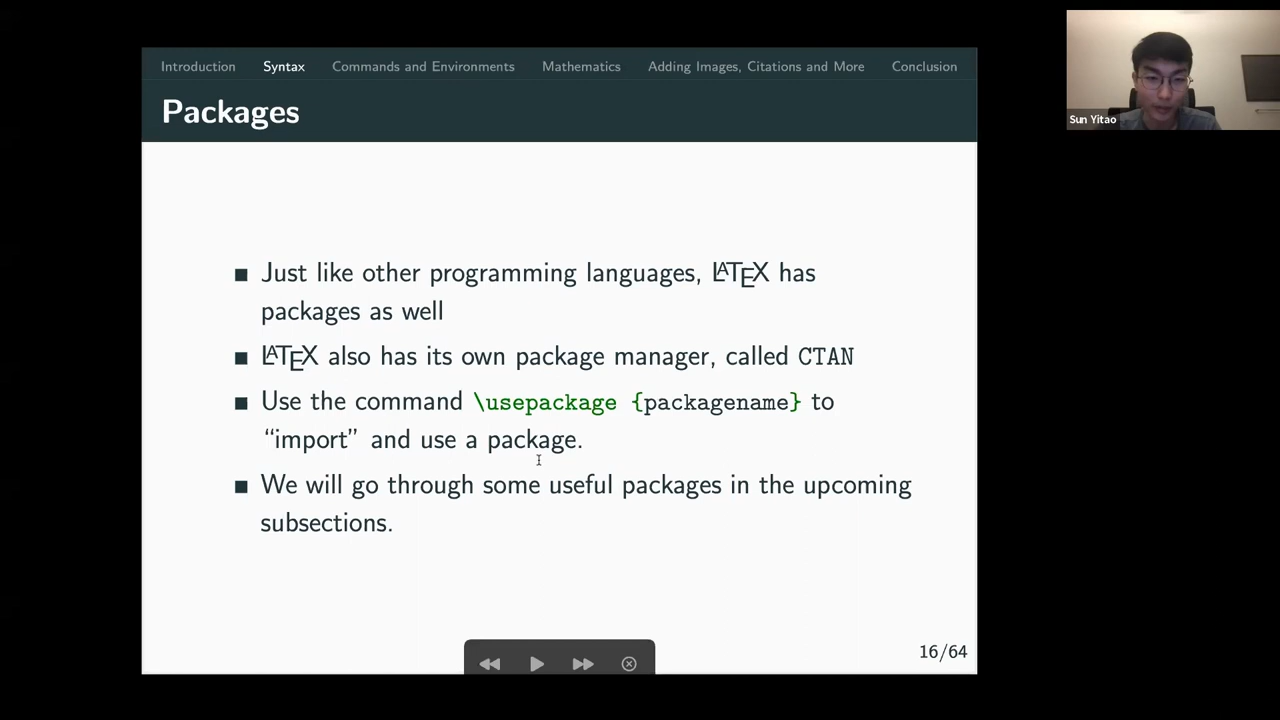 Introduction Syntax Commands and Environments Mathematics Adding Images, Citations and More Conclusion
Packages
Just like other programming languages, LATEX has
packages as well
LATEX also has its own package manager, called CTAN
Use the command \usepackage {packagename} to
“import” and use a package.
We will go through some useful packages in the upcoming
subsections.
16/64
Sun Yitao